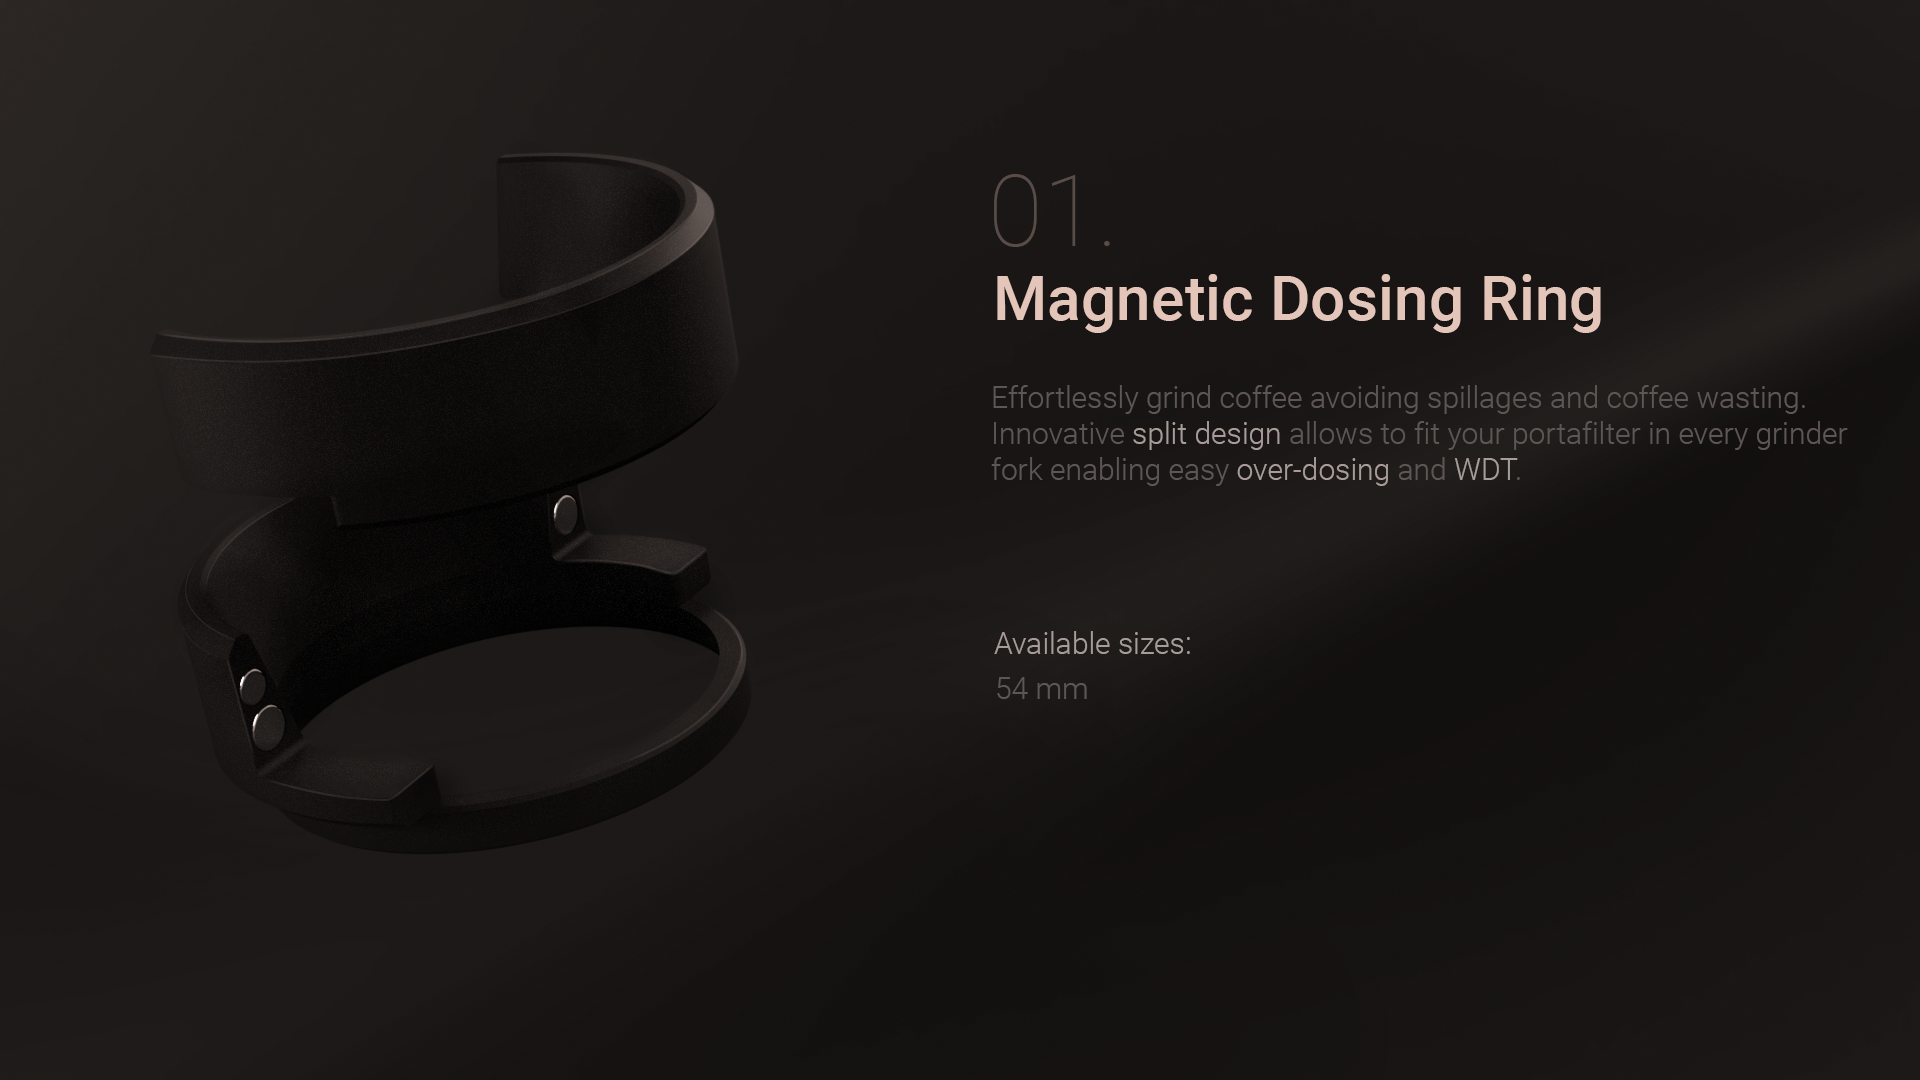 01.
Magnetic Dosing Ring
Effortlessly grind coffee avoiding spillages and coffee wasting.
Innovative split design allows to fit your portafilter in every grinder
fork enabling easy over-dosing and WDT.
Available sizes:
54 mm